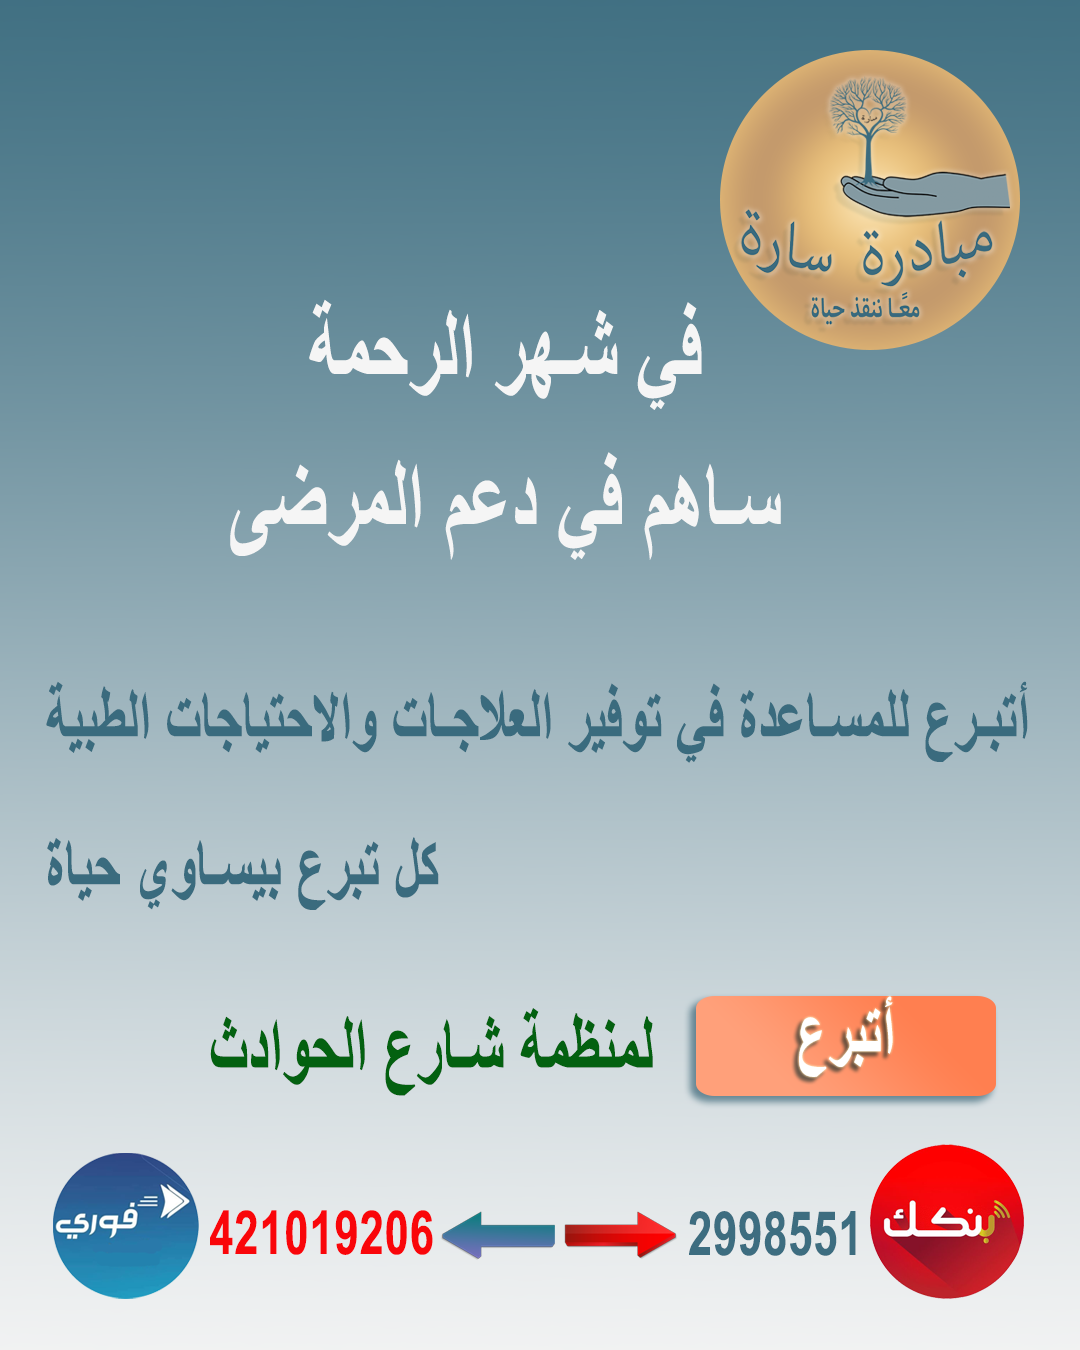 سارة
مبادرة سارة
معًا ننقذ حياة
في شهر الرحمة
ساهم في دعم المرضى
أتبرع للمساعدة في توفير العلاجات والاحتياجات الطبية
كل تبرع بيساوي حياة
أتبرع لمنظمة شارع الحوادث
بنكك 2998551 421019206 فوري